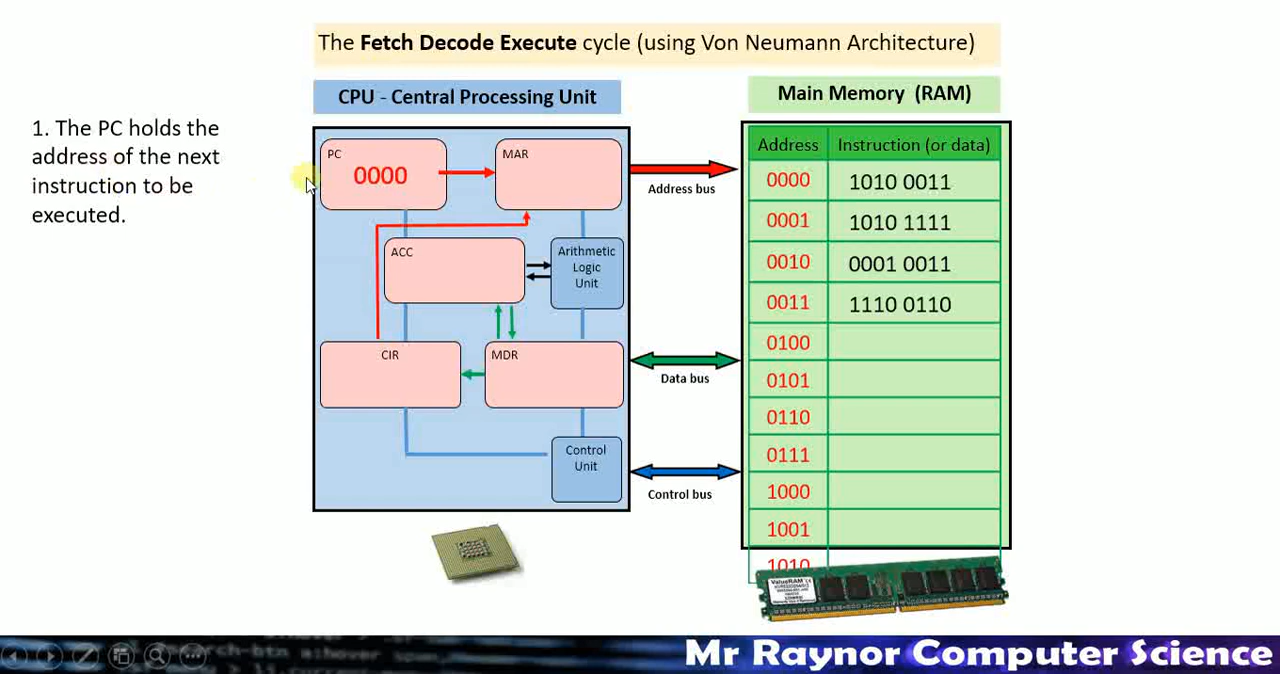 The Fetch Decode Execute cycle (using Von Neumann Architecture)
CPU - Central Processing Unit
Main Memory (RAM)
1. The PC holds the
address of the next
instruction to be
executed.
PC
0000
MAR
ACC
Arithmetic
Logic
Unit
CIR
MDR
Control
Unit
Address bus
Data bus
Control bus
Address Instruction (or data)
0000 1010 0011
0001 1010 1111
0010 0001 0011
0011 1110 0110
0100
0101
0110
0111
1000
1001
1010
ValueRAM
Mr Raynor Computer Science